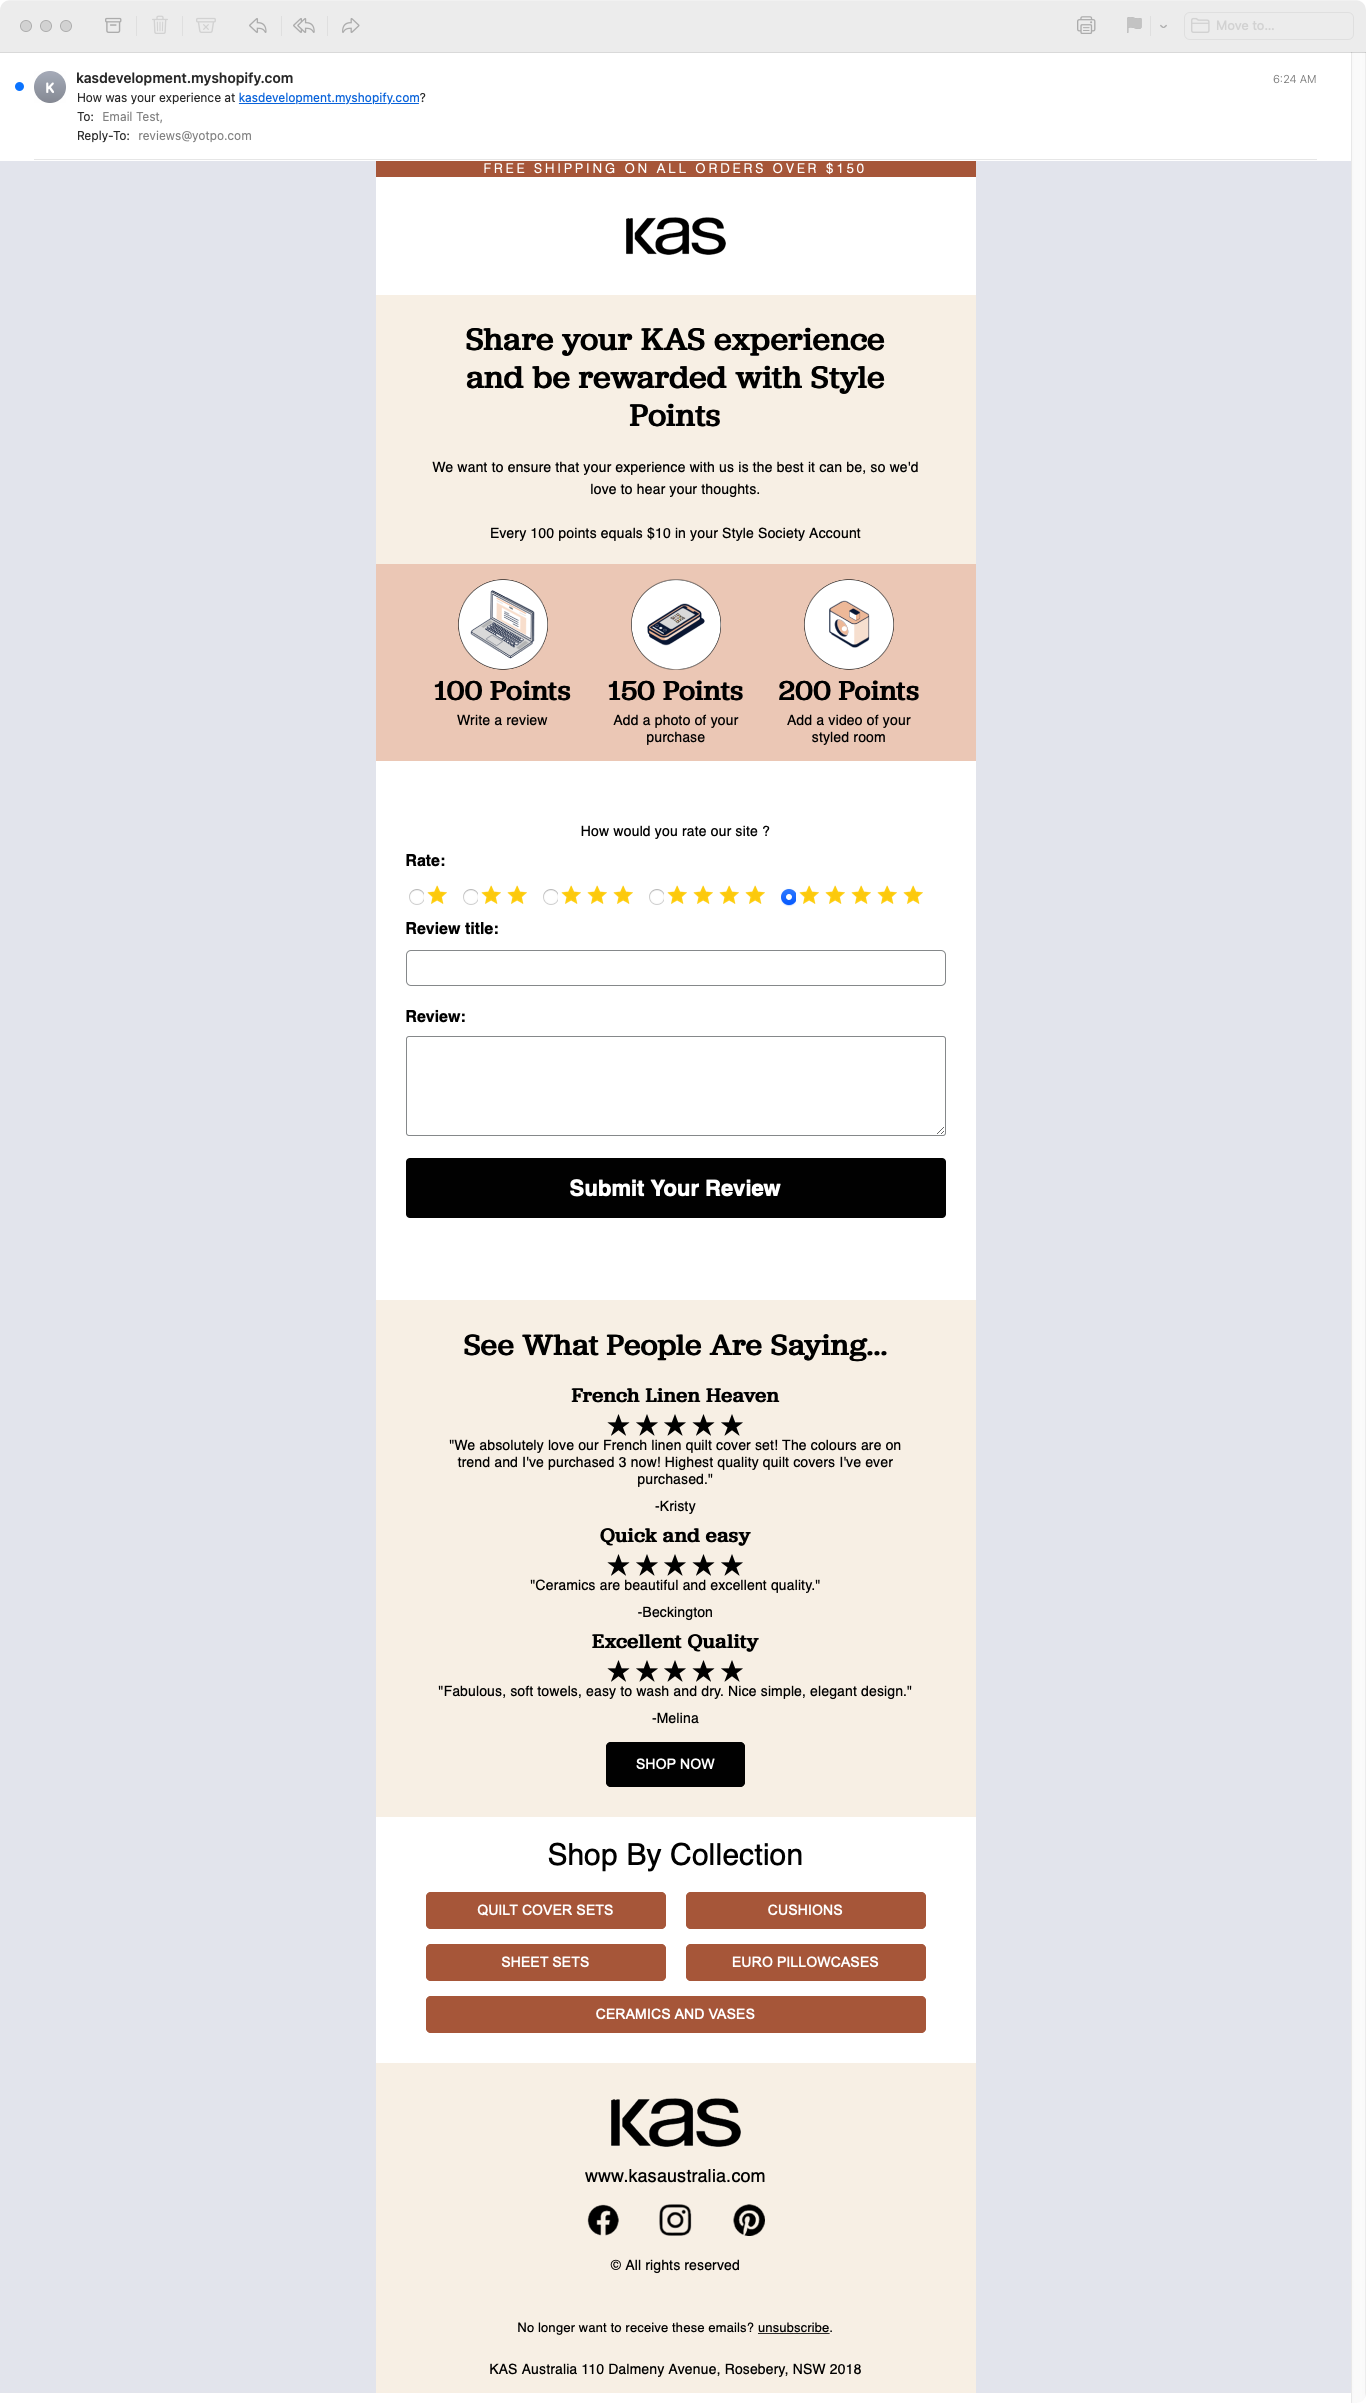 Move to...
kasdevelopment.myshopify.com
6:24 AM
K
How was your experience at kasdevelopment.myshopify.com?
To: Email Test,
Reply-To: reviews@yotpo.com
FREE SHIPPING ON ALL ORDERS OVER $150
Kas
Share your KAS experience
and be rewarded with Style
Points
We want to ensure that your experience with us is the best it can be, so we'd
love to hear your thoughts.
Every 100 points equals $10 in your Style Society Account
100 Points
Write a review
150 Points
Add a photo of your
purchase
200 Points
Add a video of your
styled room
How would you rate our site ?
Rate:
Review title:
Review:
Submit Your Review
See What People Are Saying...
French Linen Heaven
"We absolutely love our French linen quilt cover set! The colours are on
trend and I've purchased 3 now! Highest quality quilt covers I've ever
purchased."
-Kristy
Quick and easy
"Ceramics are beautiful and excellent quality."
-Beckington
Excellent Quality
"Fabulous, soft towels, easy to wash and dry. Nice simple, elegant design."
-Melina
SHOP NOW
Shop By Collection
QUILT COVER SETS
CUSHIONS
SHEET SETS
EURO PILLOWCASES
CERAMICS AND VASES
Kas
www.kasaustralia.com
© All rights reserved
No longer want to receive these emails? unsubscribe.
KAS Australia 110 Dalmeny Avenue, Rosebery, NSW 2018